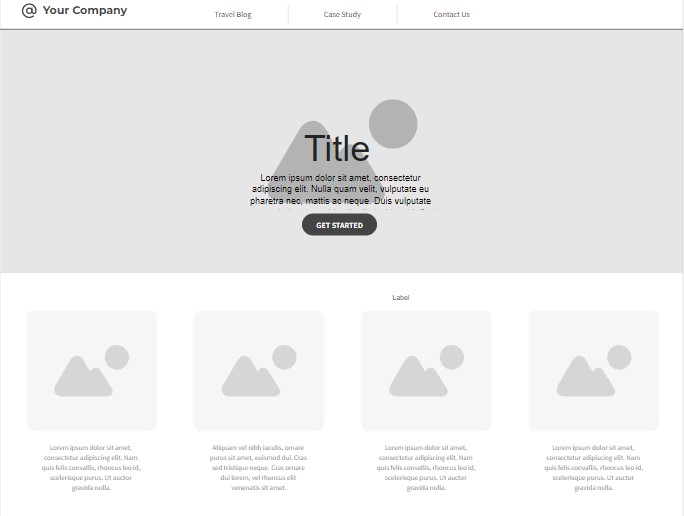 @ Your Company
Travel Blog
Case Study
Contact Us
Title
Lorem ipsum dolor sit amet, consectetur
adipiscing elit. Nulla quam velit, vulputate eu
pharetra nec, mattis ac neque. Duis vulputate
GET STARTED
Label
Lorem ipsum dolor sit amet,
consectetur adipiscing elit. Nam
quis felis convallis, rhoncus leo id,
scelerisque purus. Ut auctor
gravida nulla.
Aliquam vel nibh iaculis, ornare
purus sit amet, euismod dui. Cras
sed tristique neque. Cras ornare
dui lorem, vel rhoncus elit
venenatis sit amet.
Lorem ipsum dolor sit amet,
consectetur adipiscing elit. Nam
quis felis convallis, rhoncus leo id,
scelerisque purus. Ut auctor
gravida nulla.
Lorem ipsum dolor sit amet,
consectetur adipiscing elit. Nam
quis felis convallis, rhoncus leo id,
scelerisque purus. Ut auctor
gravida nulla.